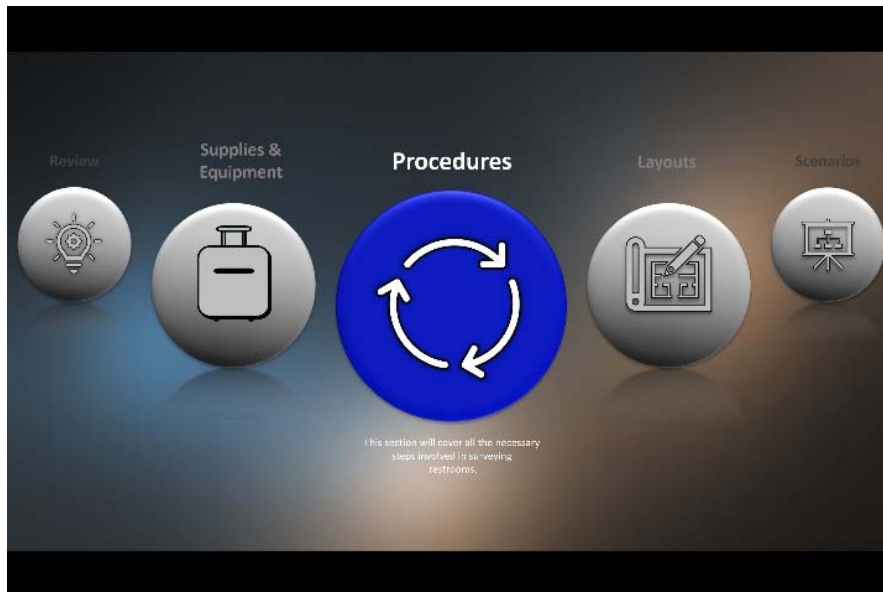 Review
Supplies &
Equipment
Procedures
Layouts
Scenarios
This section will cover all the necessary
steps involved in surveying
restrooms.